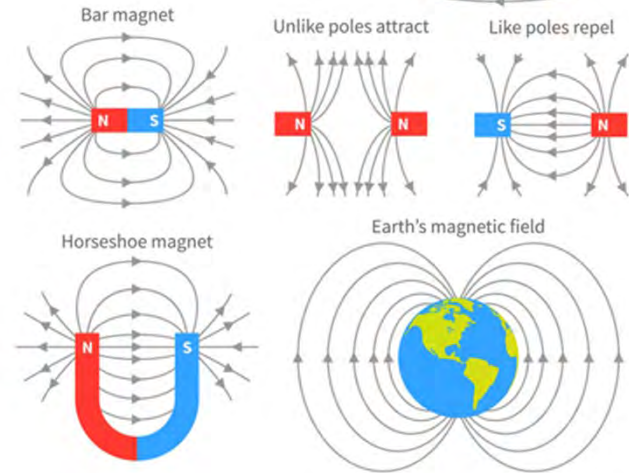 Bar magnet
Unlike poles attract
Like poles repel
N S
N N
S N
Horseshoe magnet
Earth's magnetic field
N S